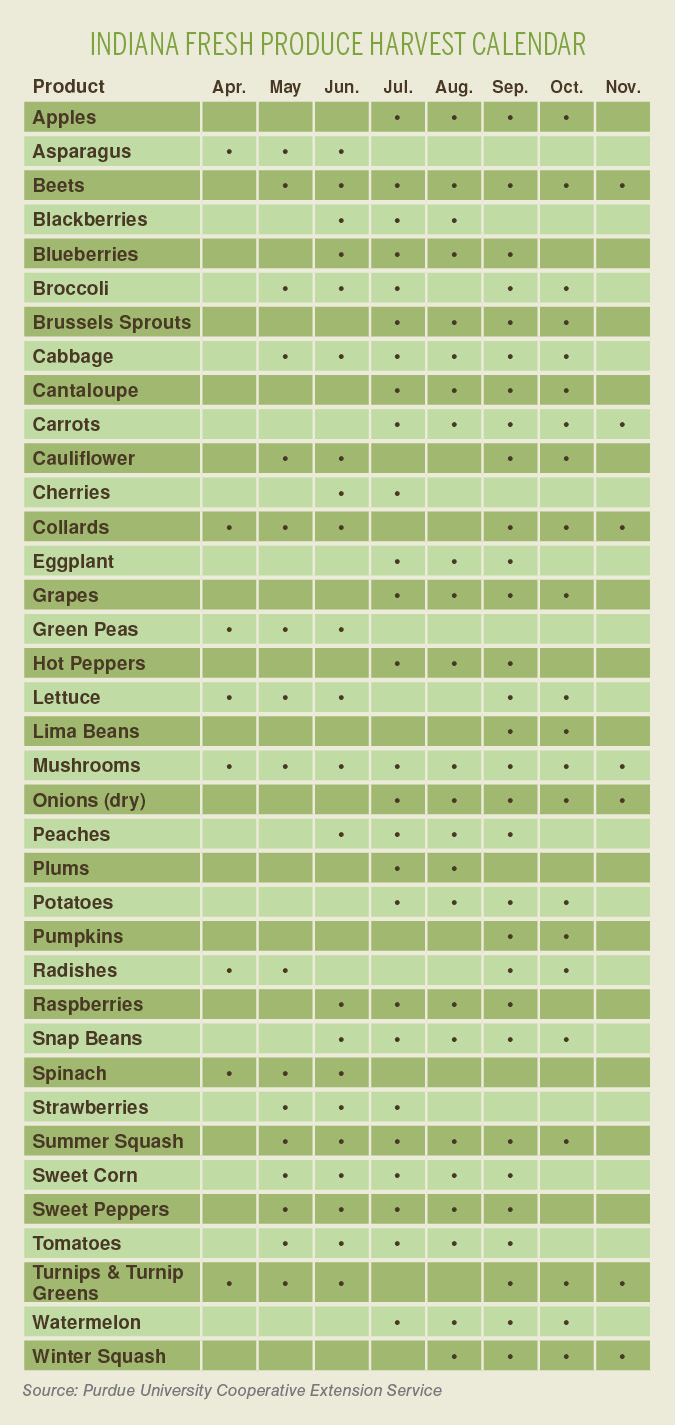 INDIANA FRESH PRODUCE HARVEST CALENDAR
Product Apr. May Jun. Jul. Aug. Sep. Oct. Nov.
Apples • • • •
Asparagus • • •
Beets • • • • • • •
Blackberries • • •
Blueberries • • • •
Broccoli • • • • •
Brussels Sprouts • • • •
Cabbage • • • • • •
Cantaloupe • • • •
Carrots • • • • •
Cauliflower • • • •
Cherries • •
Collards • • • • • •
Eggplant • • •
Grapes • • • •
Green Peas • • •
Hot Peppers • • •
Lettuce • • • • •
Lima Beans • •
Mushrooms • • • • • • • •
Onions (dry) • • • • •
Peaches • • • •
Plums • •
Potatoes • • • •
Pumpkins • •
Radishes • • • •
Raspberries • • • •
Snap Beans • • • • •
Spinach • • •
Strawberries • • •
Summer Squash • • • • • •
Sweet Corn • • • • •
Sweet Peppers • • • • •
Tomatoes • • • • •
Turnips & Turnip
Greens • • • • • •
Watermelon • • • •
Winter Squash • • • •
Source: Purdue University Cooperative Extension Service